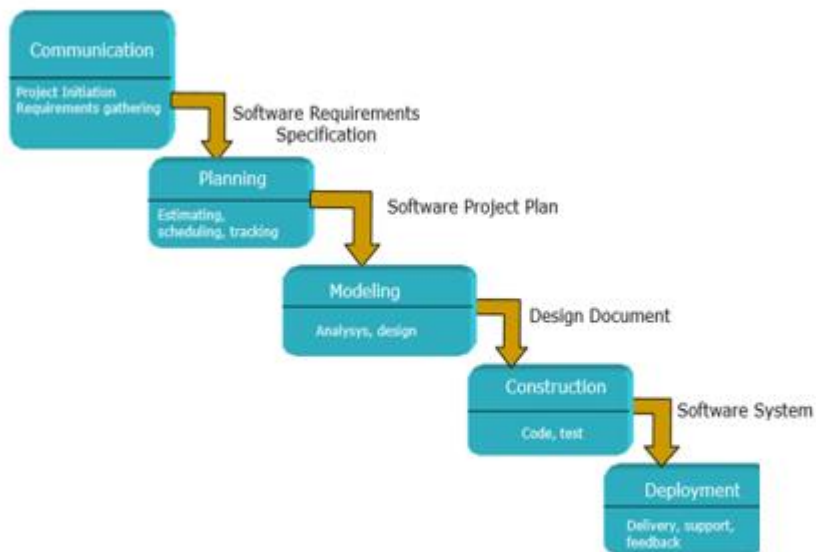 Communication
Project Initiation
Requirements gathering
Software Requirements
Specification
Planning
Estimating,
scheduling, tracking
Software Project Plan
Modeling
Analysys, design
Design Document
Construction
Code, test
Software System
Deployment
Delivery, support,
feedback